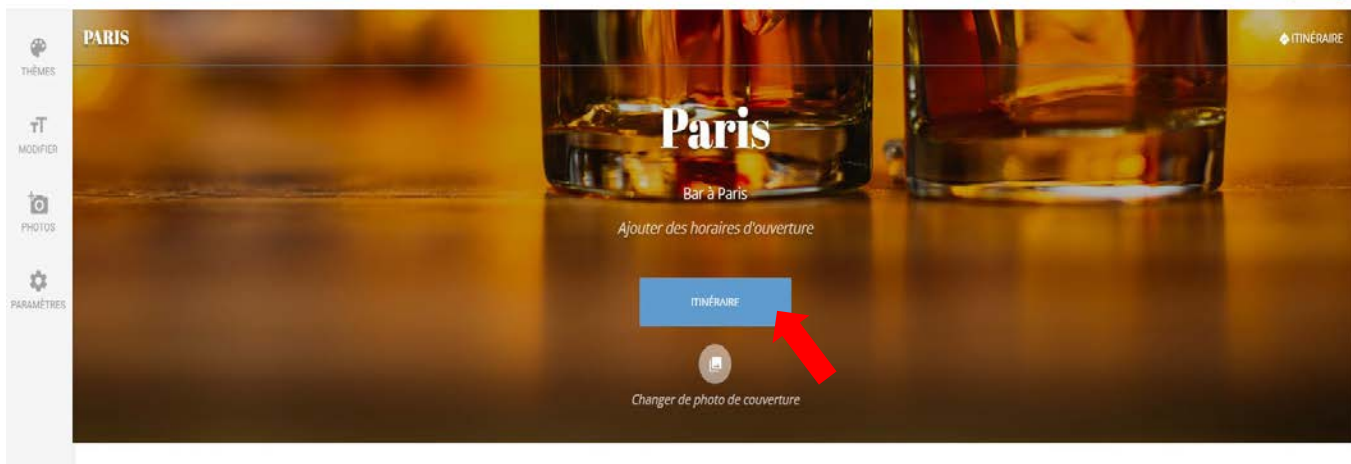 THÈMES
MODIFIER
PHOTOS
PARAMÈTRES
PARIS
ITINÉRAIRE
Paris
Bar à Paris
Ajouter des horaires d'ouverture
ITINÉRAIRE
Changer de photo de couverture